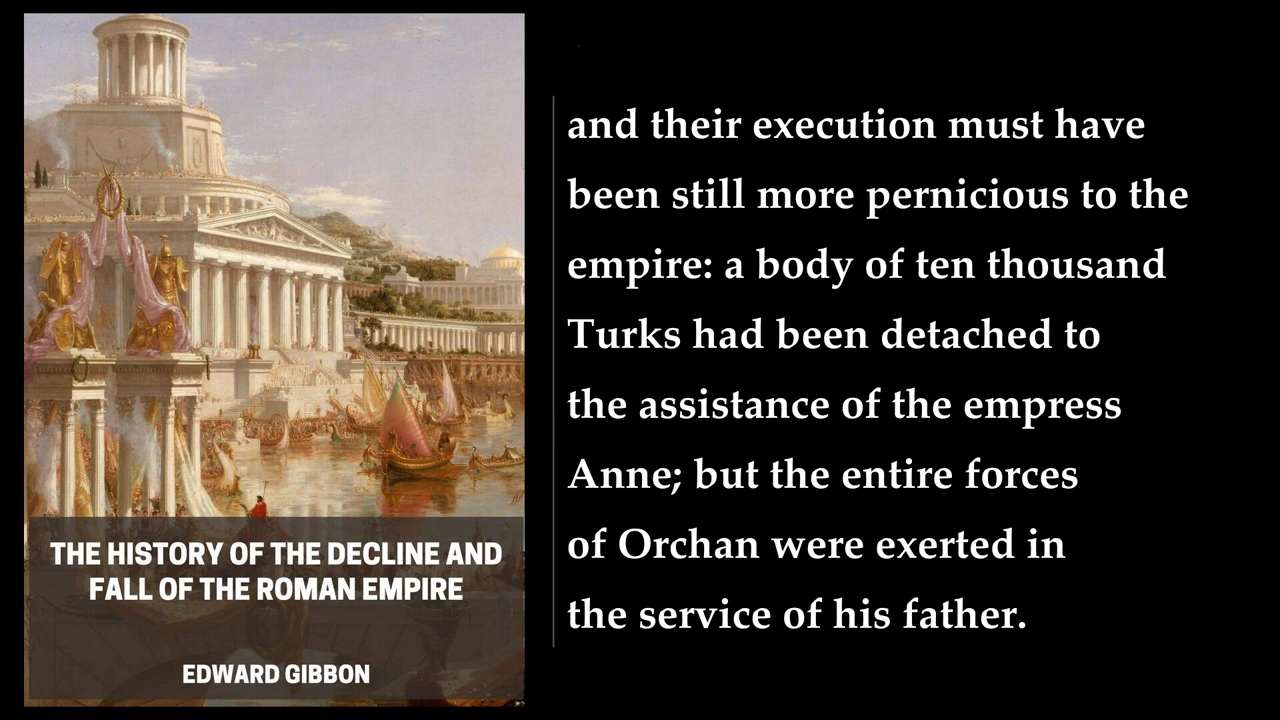 THE HISTORY OF THE DECLINE AND
FALL OF THE ROMAN EMPIRE
EDWARD GIBBON
and their execution must have
been still more pernicious to the
empire: a body of ten thousand
Turks had been detached to
the assistance of the empress
Anne; but the entire forces
of Orchan were exerted in
the service of his father.